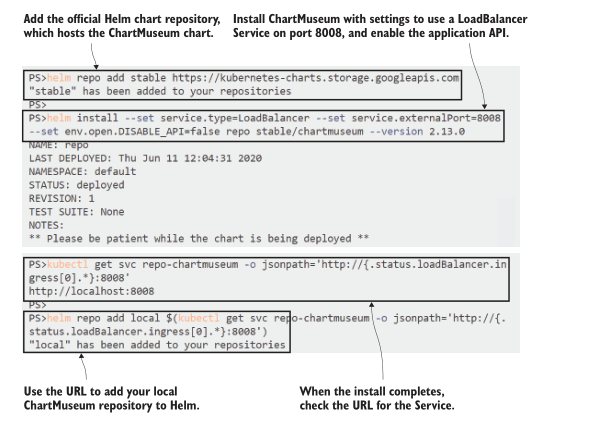 Add the official Helm chart repository,
which hosts the ChartMuseum chart.
Install ChartMuseum with settings to use a LoadBalancer
Service on port 8008, and enable the application API.
PS>helm repo add stable https://kubernetes-charts.storage.googleapis.com
"stable" has been added to your repositories
PS>
PS>helm install --set service.type=LoadBalancer --set service.externalPort=8008
--set env.open.DISABLE_API=false repo stable/chartmuseum --version 2.13.0
NAME: repo
LAST DEPLOYED: Thu Jun 11 12:04:31 2020
NAMESPACE: default
STATUS: deployed
REVISION: 1
TEST SUITE: None
NOTES:
** Please be patient while the chart is being deployed **
PS>kubectl get svc repo-chartmuseum -o jsonpath='http://{.status.loadBalancer.in
gress[0].*}:8008'
http://localhost:8008
PS>
PS>helm repo add local $(kubectl get svc repo-chartmuseum -o jsonpath='http://{.
status.loadBalancer.ingress[0].*}:8008')
"local" has been added to your repositories
Use the URL to add your local
ChartMuseum repository to Helm.
When the install completes,
check the URL for the Service.